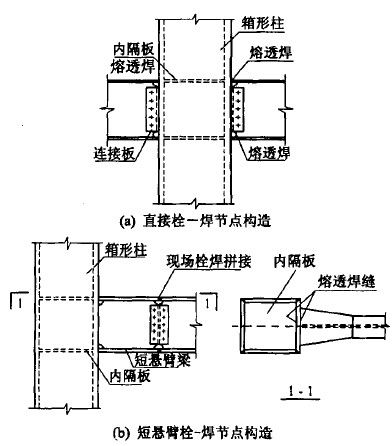 箱形柱
内隔板
熔透焊
熔透焊
连接板
熔透焊
(a) 直接栓—焊节点构造
箱形柱
现场栓焊拼接
内隔板
熔透焊缝
1
1
短悬臂梁
内隔板
1-1
(b) 短悬臂栓-焊节点构造